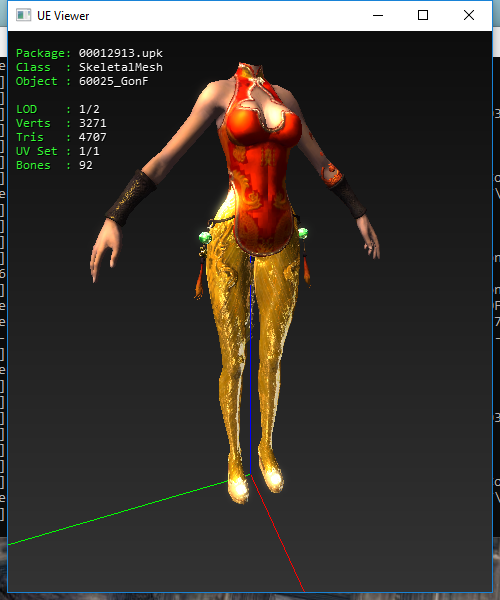 UE Viewer
Package: 00012913.upk
Class : SkeletalMesh
Object : 60025_GonF
LOD : 1/2
Verts : 3271
Tris : 4707
UV Set : 1/1
Bones : 92